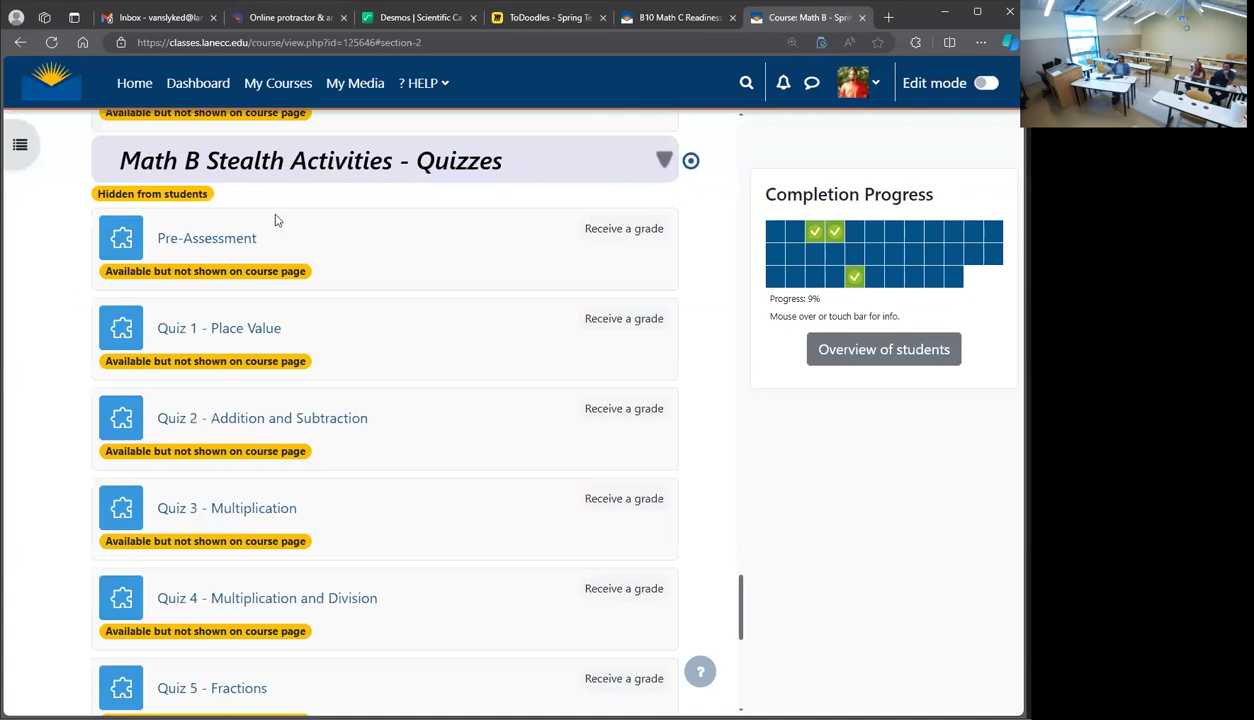 Inbox - vanslyked@lar
Online protractor & ar
Desmos | Scientific Ca
ToDoodles - Spring Te
B10 Math C Readiness
Course: Math B - Spri
https://classes.lanecc.edu/course/view.php?id=125646#section-2
Home
Dashboard
My Courses
My Media
? HELP
Edit mode
Available but not shown on course page
Math B Stealth Activities - Quizzes
Hidden from students
Pre-Assessment
Receive a grade
Available but not shown on course page
Quiz 1 - Place Value
Receive a grade
Available but not shown on course page
Quiz 2 - Addition and Subtraction
Receive a grade
Available but not shown on course page
Quiz 3 - Multiplication
Receive a grade
Available but not shown on course page
Quiz 4 - Multiplication and Division
Receive a grade
Available but not shown on course page
Quiz 5 - Fractions
Receive a grade
Completion Progress
Progress: 9%
Mouse over or touch bar for info.
Overview of students
?